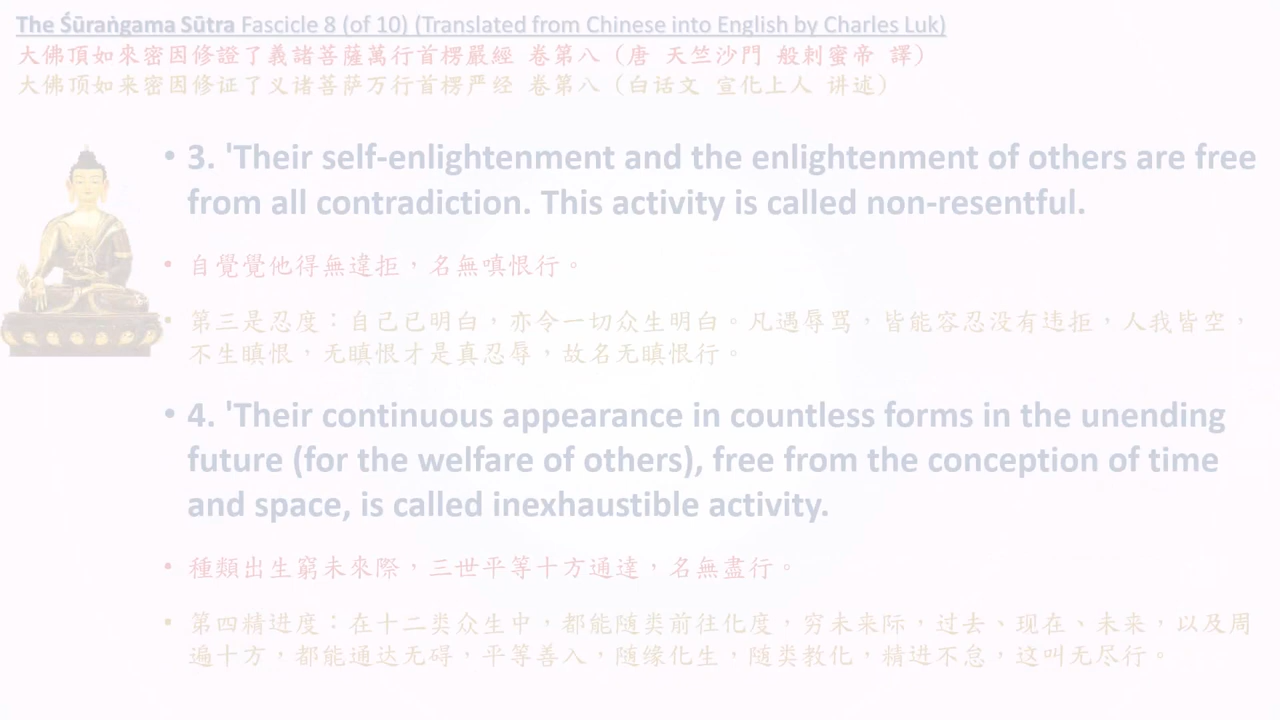 The Śūraṅgama Sūtra Fascicle 8 (of 10) (Translated from Chinese into English by Charles Luk)
大佛頂如來密因修證了義諸菩薩萬行首楞嚴經 卷第八（唐 天竺沙門 般剌蜜帝 譯）
大佛顶如来密因修证了义诸菩萨万行首楞严经 卷第八（白话文 宣化上人 讲述）
• 3. 'Their self-enlightenment and the enlightenment of others are free
from all contradiction. This activity is called non-resentful.
• 自覺覺他得無違拒，名無嗔恨行。
• 第三是忍度：自己已明白，亦令一切众生明白。凡遇辱骂，皆能容忍没有违拒，人我皆空，
不生瞋恨，无瞋恨才是真忍辱，故名无瞋恨行。
• 4. 'Their continuous appearance in countless forms in the unending
future (for the welfare of others), free from the conception of time
and space, is called inexhaustible activity.
• 種類出生窮未來際，三世平等十方通達，名無盡行。
• 第四精进度：在十二类众生中，都能随类前往化度，穷未来际，过去、现在、未来，以及周
遍十方，都能通达无碍，平等善入，随缘化生，随类教化，精进不怠，这叫无尽行。